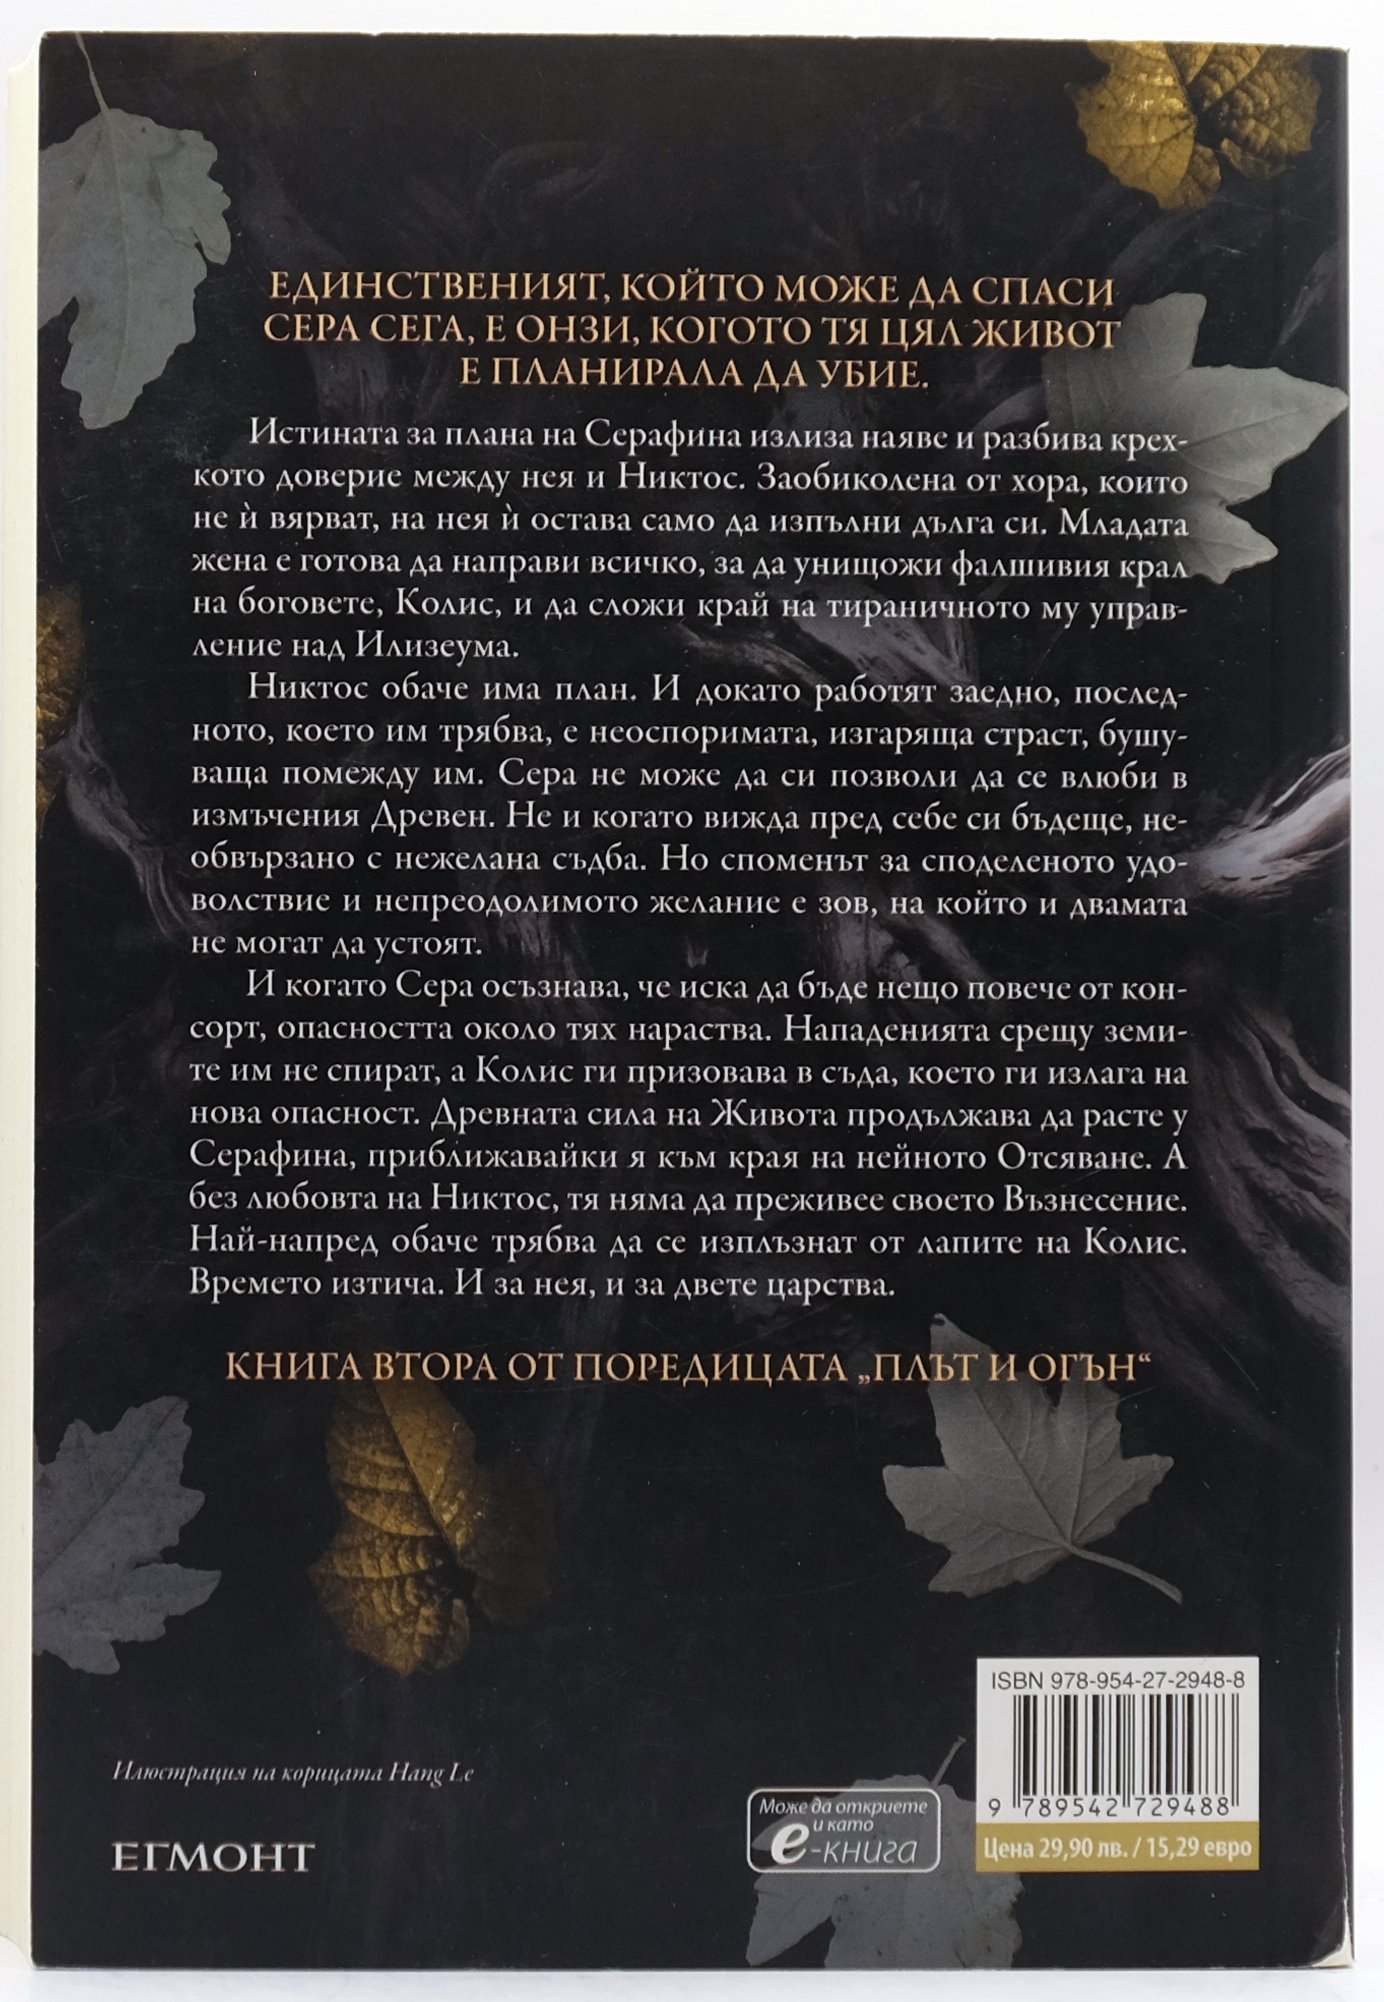 ЕДИНСТВЕНИЯТ, КОЙТО МОЖЕ ДА СПАСИ
СЕРА СЕГА, Е ОНЗИ, КОГОТО ТЯ ЦЯЛ ЖИВОТ
Е ПЛАНИРАЛА ДА УБИЕ.
Истината за плана на Серафина излиза наяве и разбива крех-
кото доверие между нея и Никтос. Заобиколена от хора, които
не ѝ вярват, на нея ѝ остава само да изпълни дълга си. Младата
жена е готова да направи всичко, за да унищожи фалшивия крал
на боговете, Колис, и да сложи край на тираничното му управ-
ление над Илизеума.
Никтос обаче има план. И докато работят заедно, послед-
ното, което им трябва, е неоспоримата, изгаряща страст, бушу-
ваща помежду им. Сера не може да си позволи да се влюби в
измъчения Древен. Не и когато вижда пред себе си бъдеще, не-
обвързано с нежелана съдба. Но споменът за споделеното удо-
волствие и непреодолимото желание е зов, на който и двамата
не могат да устоят.
И когато Сера осъзнава, че иска да бъде нещо повече от кон-
сорт, опасността около тях нараства. Нападенията срещу земи-
те им не спират, а Колис ги призовава в съда, което ги излага на
нова опасност. Древната сила на Живота продължава да расте у
Серафина, приближавайки я към края на нейното Отсяване. А
без любовта на Никтос, тя няма да преживее своето Възнесение.
Най-напред обаче трябва да се изплъзнат от лапите на Колис.
Времето изтича. И за нея, и за двете царства.
КНИГА ВТОРА ОТ ПОРЕДИЦАТА „ПЛЪТ И ОГЪН“
ISBN 978-954-27-2948-8
9 789542 729488
Цена 29,90 лв. / 15,29 евро
Илюстрация на корицата Hang Le
Може да откриете
и като
е-книга
ЕГМОНТ